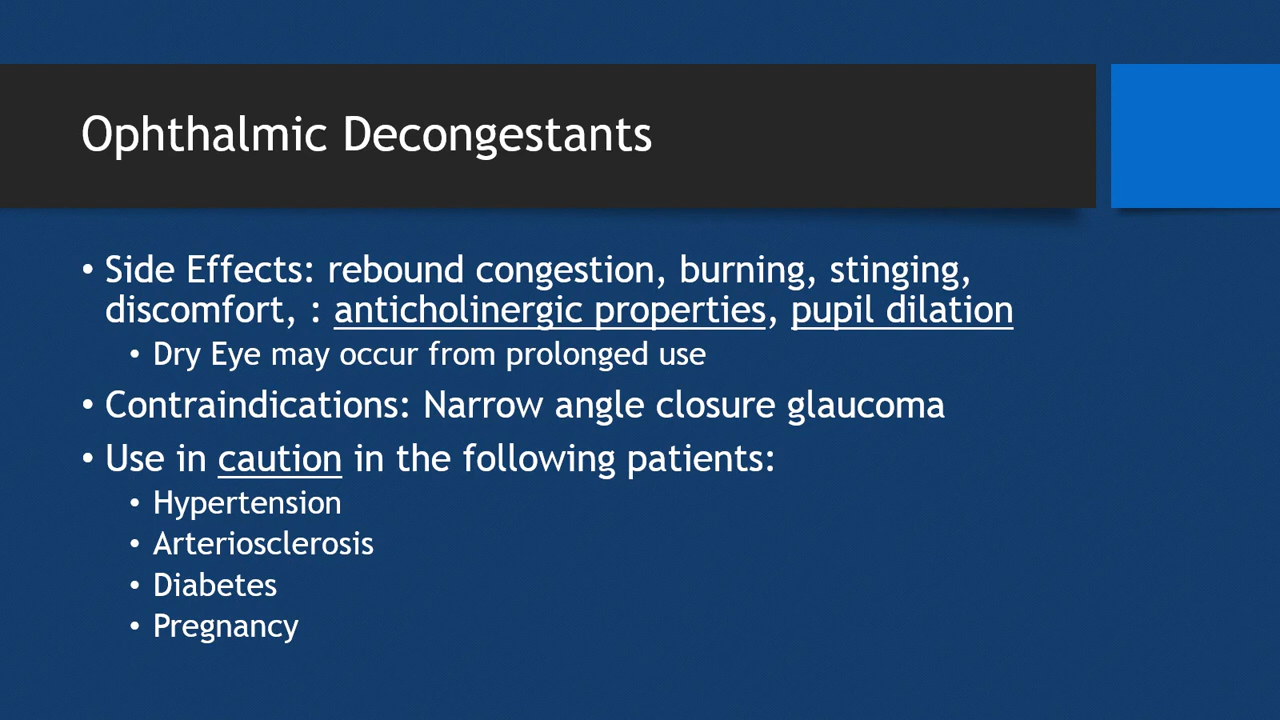 Ophthalmic Decongestants
• Side Effects: rebound congestion, burning, stinging,
discomfort, : anticholinergic properties, pupil dilation
• Dry Eye may occur from prolonged use
• Contraindications: Narrow angle closure glaucoma
• Use in caution in the following patients:
• Hypertension
• Arteriosclerosis
• Diabetes
• Pregnancy